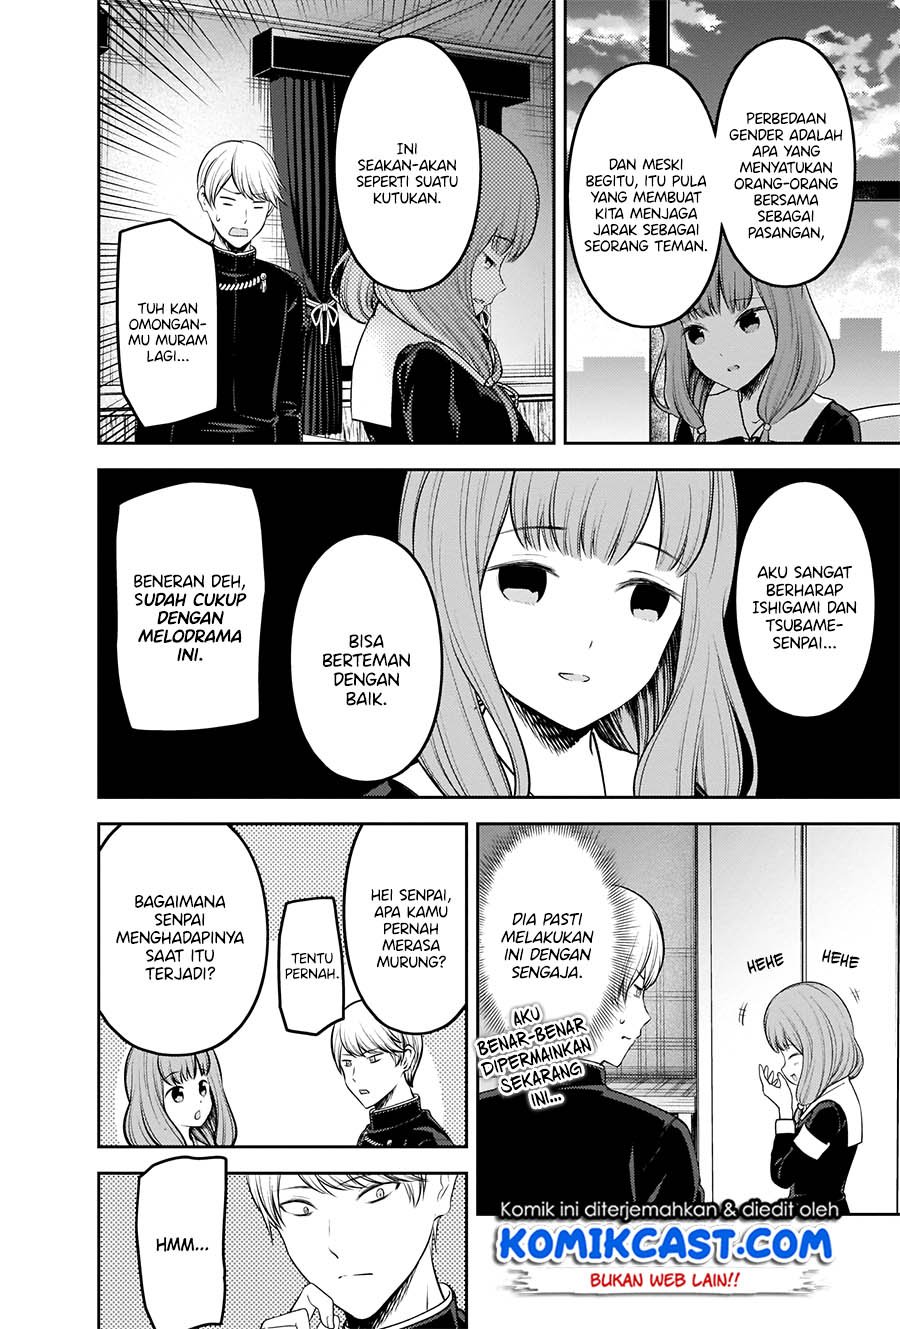 PERBEDAAN
GENDER ADALAH
APA YANG
MENYATUKAN
ORANG-ORANG
BERSAMA
SEBAGAI
PASANGAN,
DAN MESKI
BEGITU, ITU PULA
YANG MEMBUAT
KITA MENJAGA
JARAK SEBAGAI
SEORANG TEMAN.
INI
SEAKAN-AKAN
SEPERTI SUATU
KUTUKAN.
TUH KAN
OMONGAN-
MU MURAM
LAGI...
AKU SANGAT
BERHARAP
ISHIGAMI DAN
TSUBAME-
SENPAI...
BISA
BERTEMAN
DENGAN
BAIK.
BENERAN DEH,
SUDAH CUKUP
DENGAN
MELODRAMA
INI.
HEHE
HEHE
DIA PASTI
MELAKUKAN
INI DENGAN
SENGAJA.
AKU
BENAR-BENAR
DIPERMAINKAN
SEKARANG
INI...
HEI SENPAI,
APA KAMU
PERNAH
MERASA
MURUNG?
TENTU
PERNAH.
BAGAIMANA
SENPAI
MENGHADAPINYA
SAAT ITU
TERJADI?
HMM...
Komik ini diterjemahkan & diedit oleh
KOMIKCAST.COM
BUKAN WEB LAIN!!